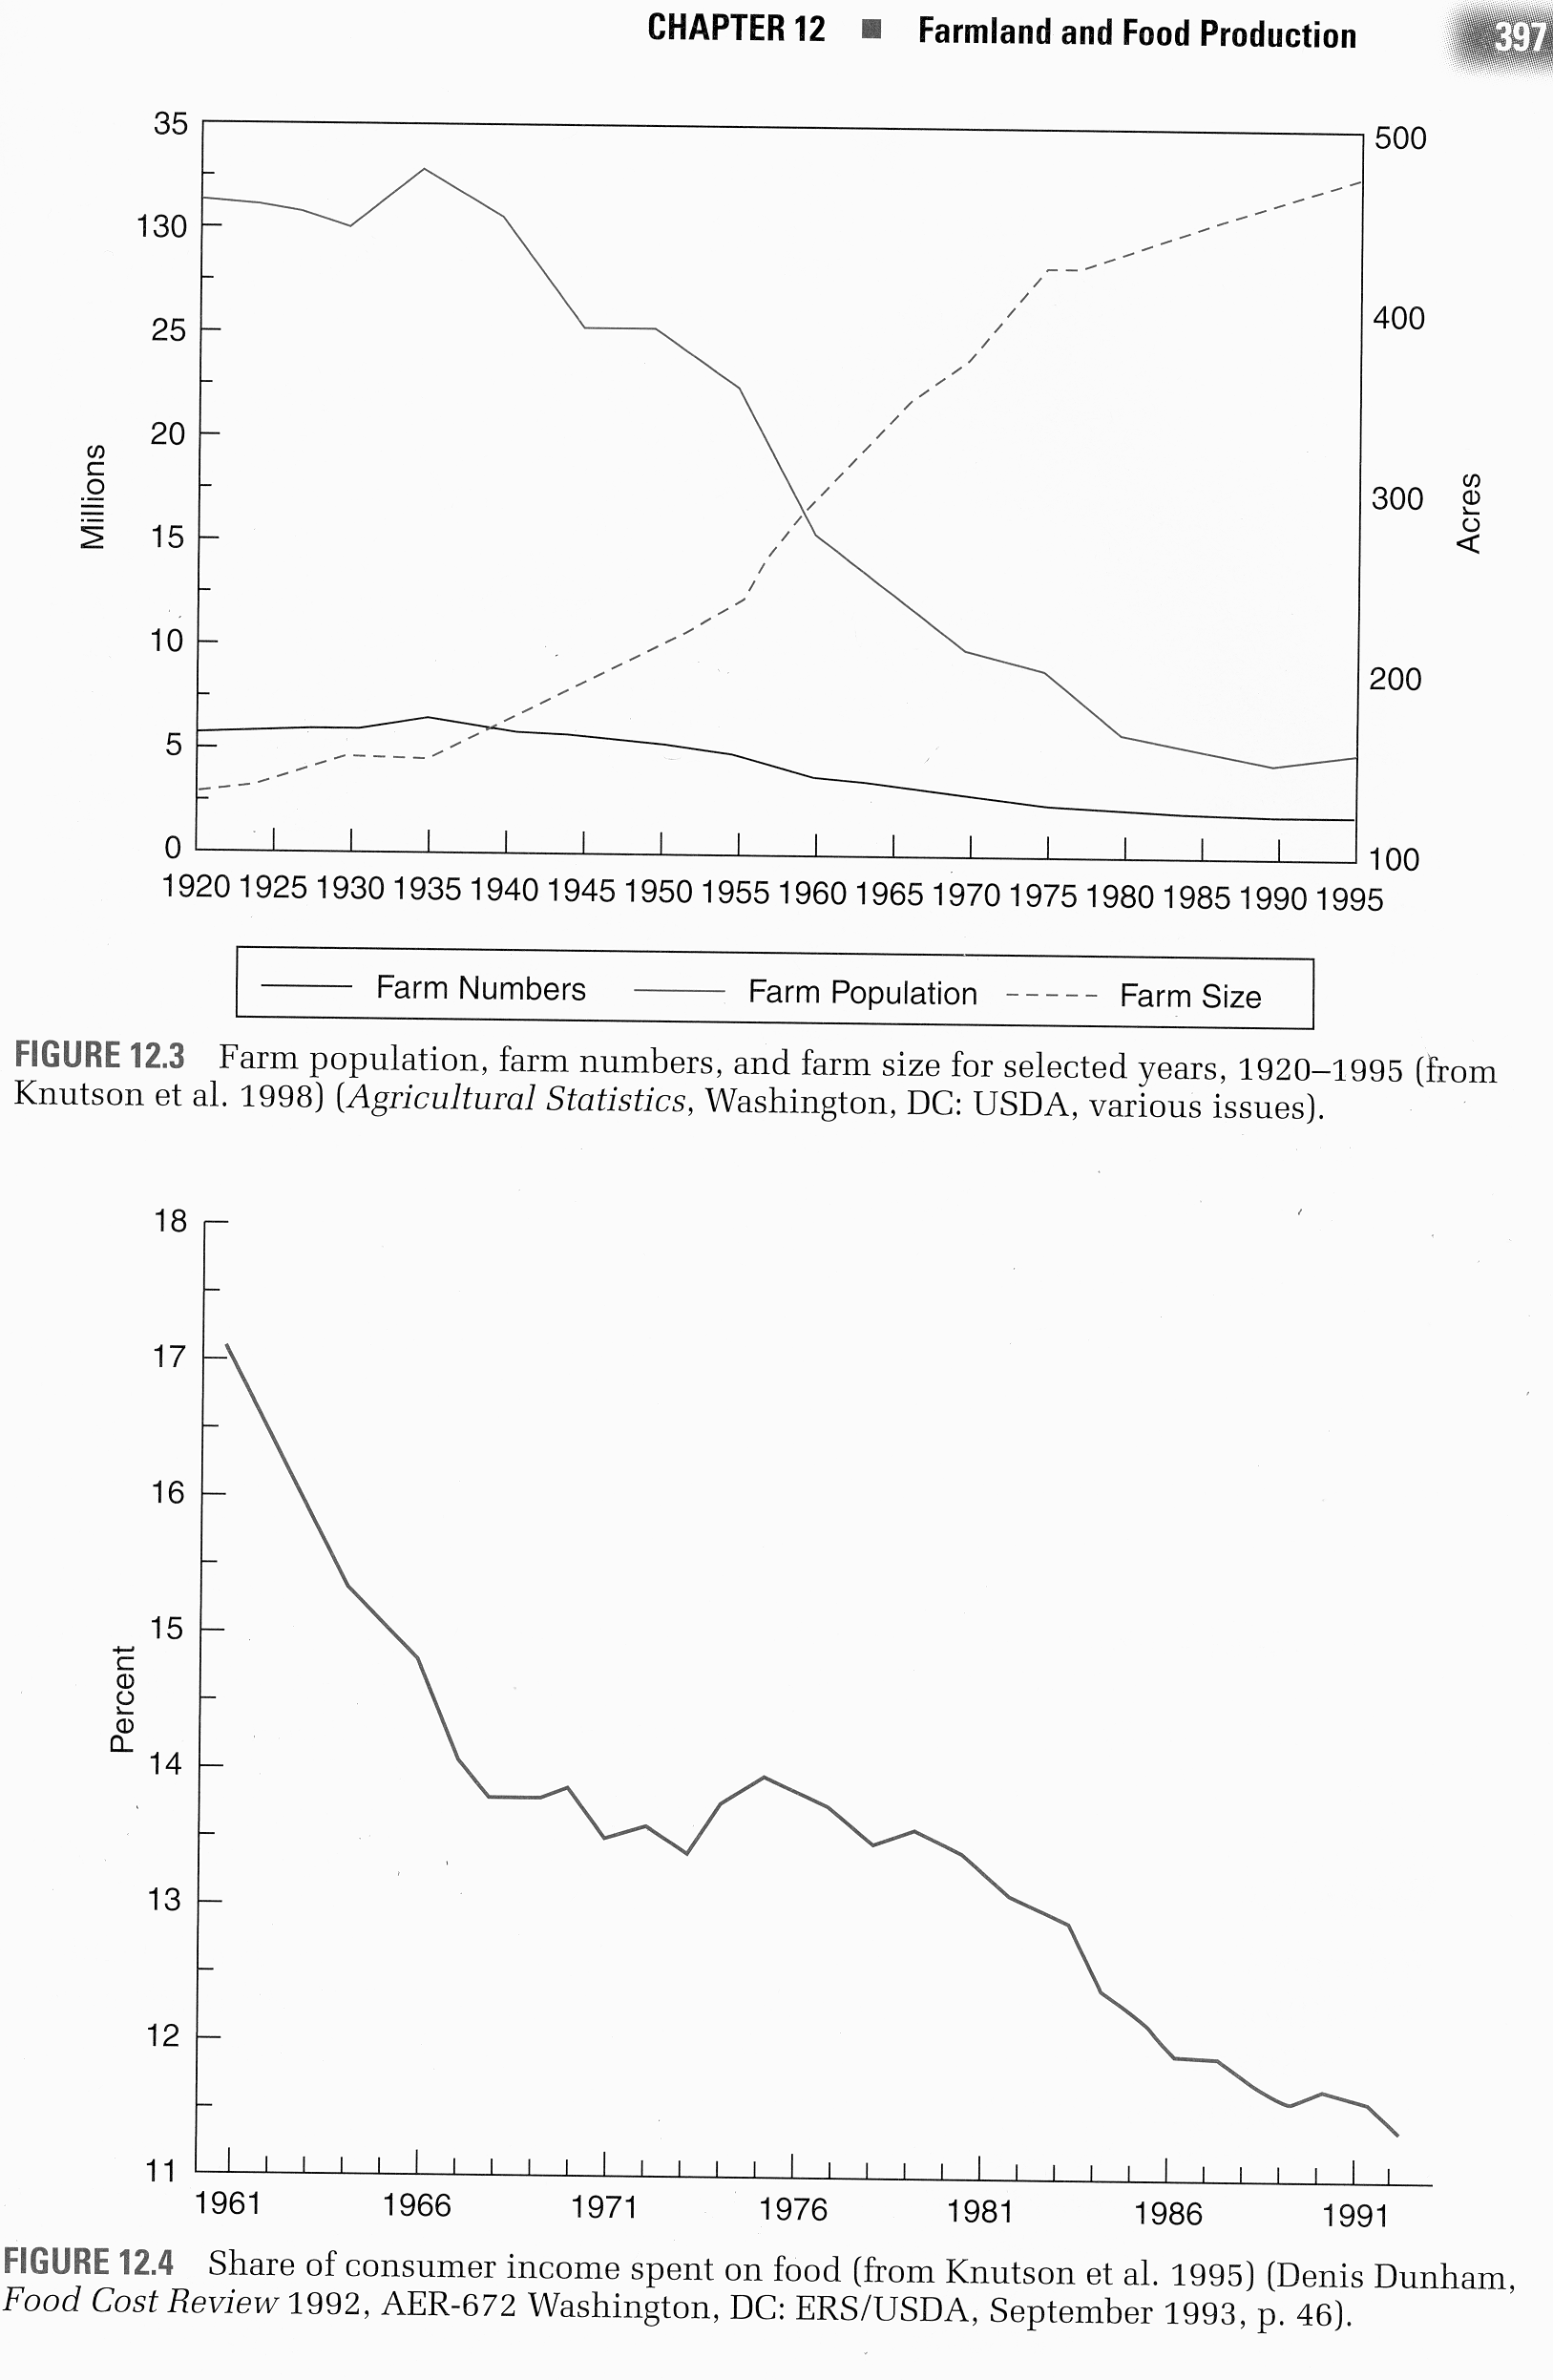 CHAPTER 12 ■ Farmland and Food Production 397
35
130
25
20
15
10
5
0
Millions
500
400
300
200
100
Acres
1920 1925 1930 1935 1940 1945 1950 1955 1960 1965 1970 1975 1980 1985 1990 1995
Farm Numbers Farm Population Farm Size
FIGURE 12.3 Farm population, farm numbers, and farm size for selected years, 1920–1995 (from
Knutson et al. 1998) (Agricultural Statistics, Washington, DC: USDA, various issues).
18
17
16
15
14
13
12
11
Percent
1961 1966 1971 1976 1981 1986 1991
FIGURE 12.4 Share of consumer income spent on food (from Knutson et al. 1995) (Denis Dunham,
Food Cost Review 1992, AER-672 Washington, DC: ERS/USDA, September 1993, p. 46).